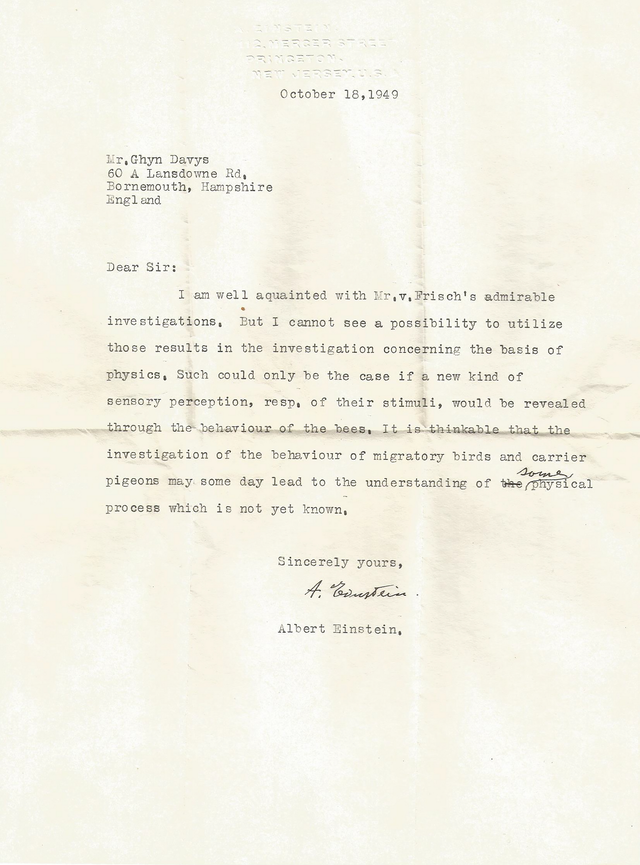 EINSTEIN
MERCER STREET
PRINCETON.
NEW JERSEY.U.S.
October 18,1949
Mr.Ghyn Davys
60 A Lansdowne Rd.
Bornemouth, Hampshire
England
Dear Sir:
I am well aquainted with Mr.v.Frisch's admirable
investigations. But I cannot see a possibility to utilize
those results in the investigation concerning the basis of
physics. Such could only be the case if a new kind of
sensory perception, resp. of their stimuli, would be revealed
through the behaviour of the bees. It is thinkable that the
investigation of the behaviour of migratory birds and carrier
some
pigeons may some day lead to the understanding of the physical
process which is not yet known.
Sincerely yours,
A. Einstein.
Albert Einstein.